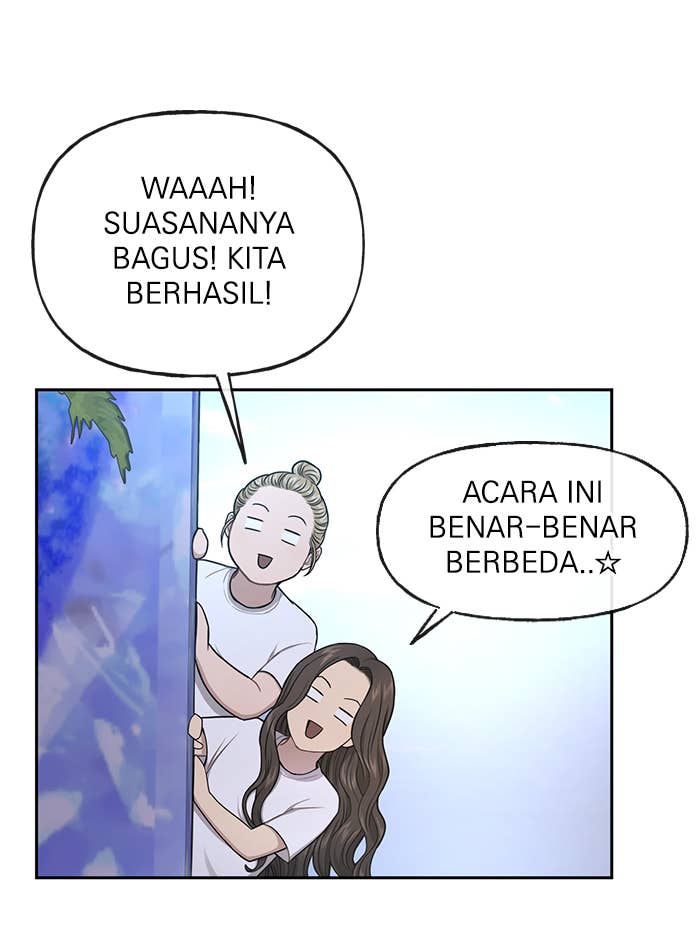 WAAAH!
SUASANANYA
BAGUS! KITA
BERHASIL!
ACARA INI
BENAR-BENAR
BERBEDA..☆